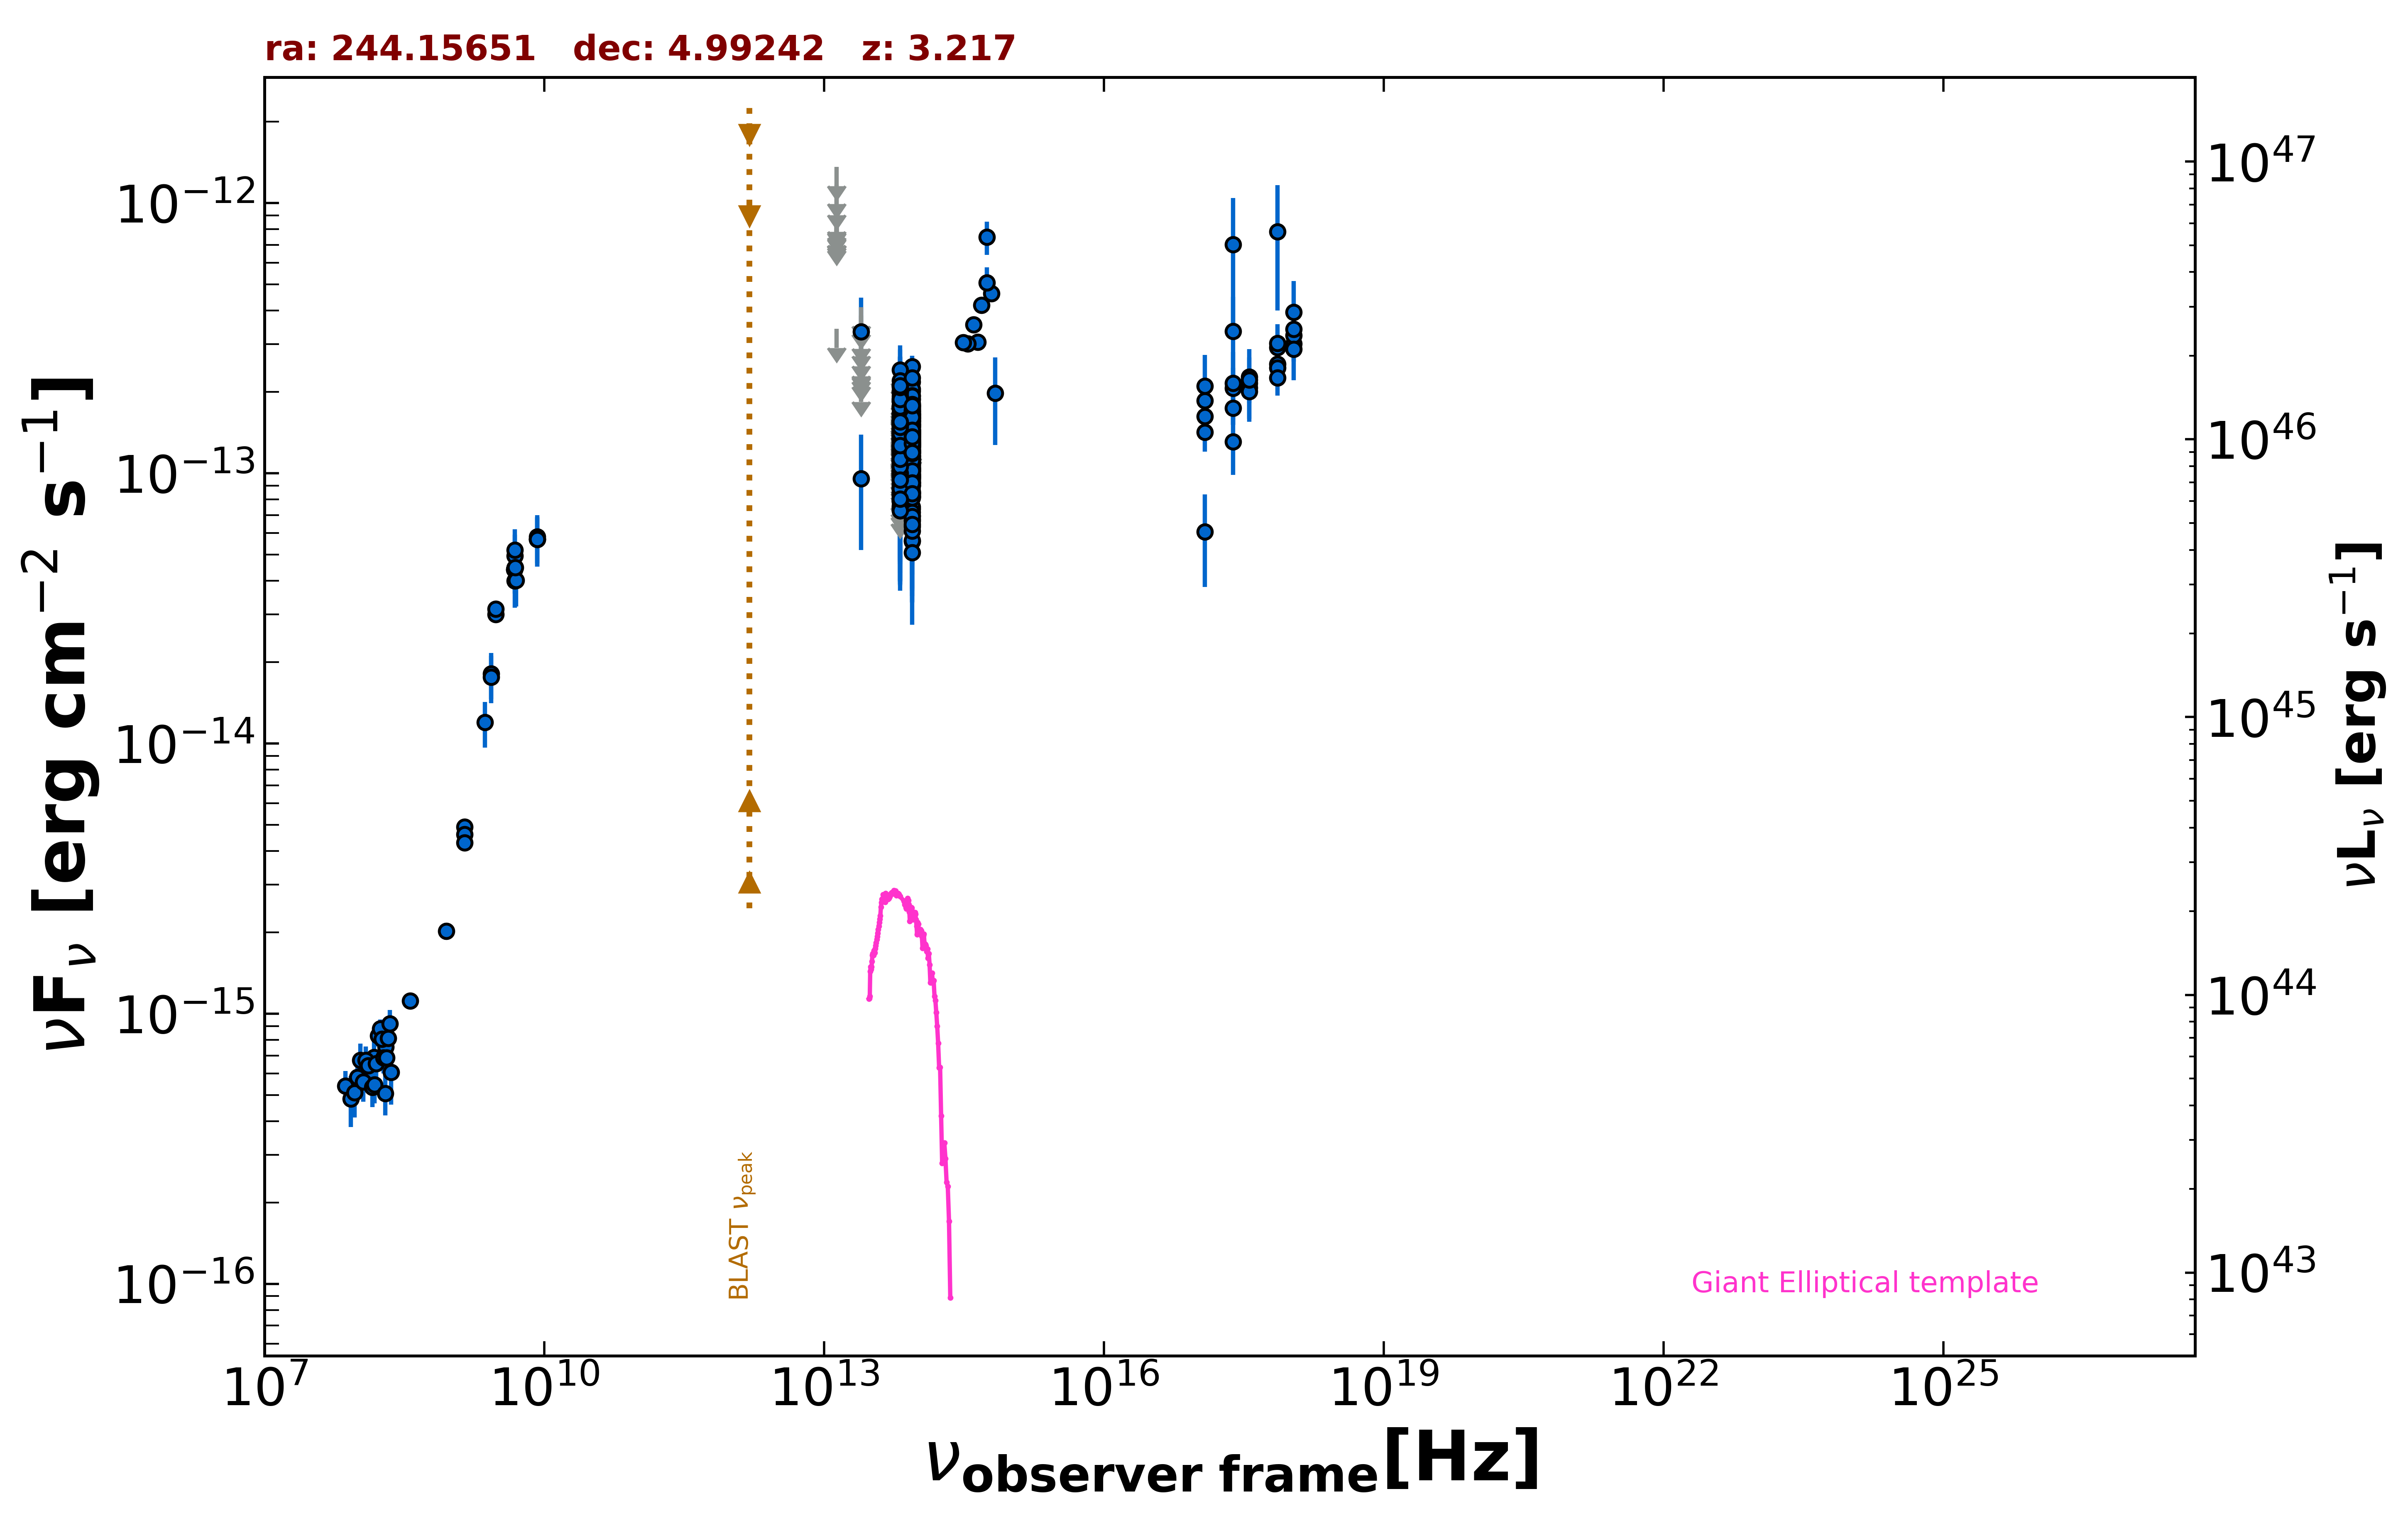 ra: 244.15651 dec: 4.99242 z: 3.217
νFν [erg cm−2 s−1]
10−12
10−13
10−14
10−15
10−16
1047
1046
1045
1044
1043
νLν [erg s−1]
BLAST νpeak
Giant Elliptical template
107 1010 1013 1016 1019 1022 1025
νobserver frame[Hz]